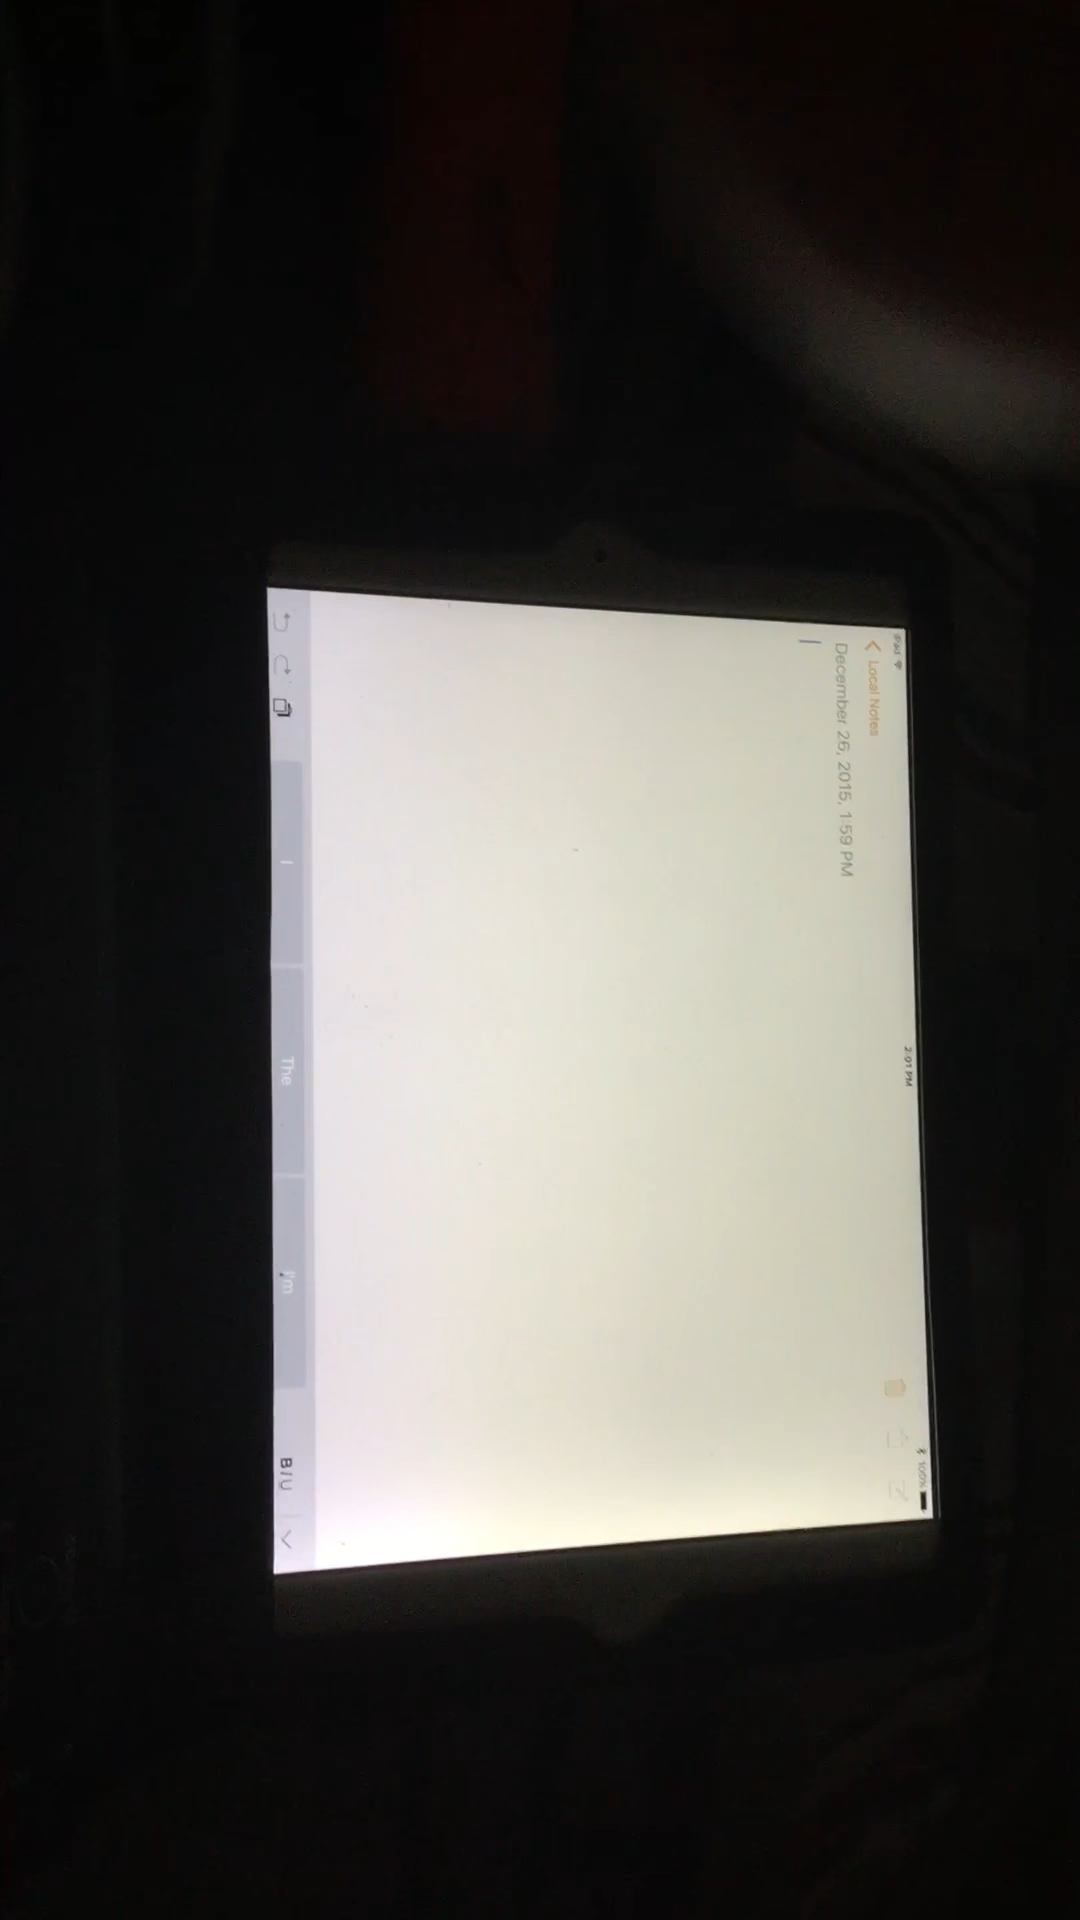 iPad
2:01 PM
100%
Local Notes
December 26, 2015, 1:59 PM
I
The
I'm
B I U